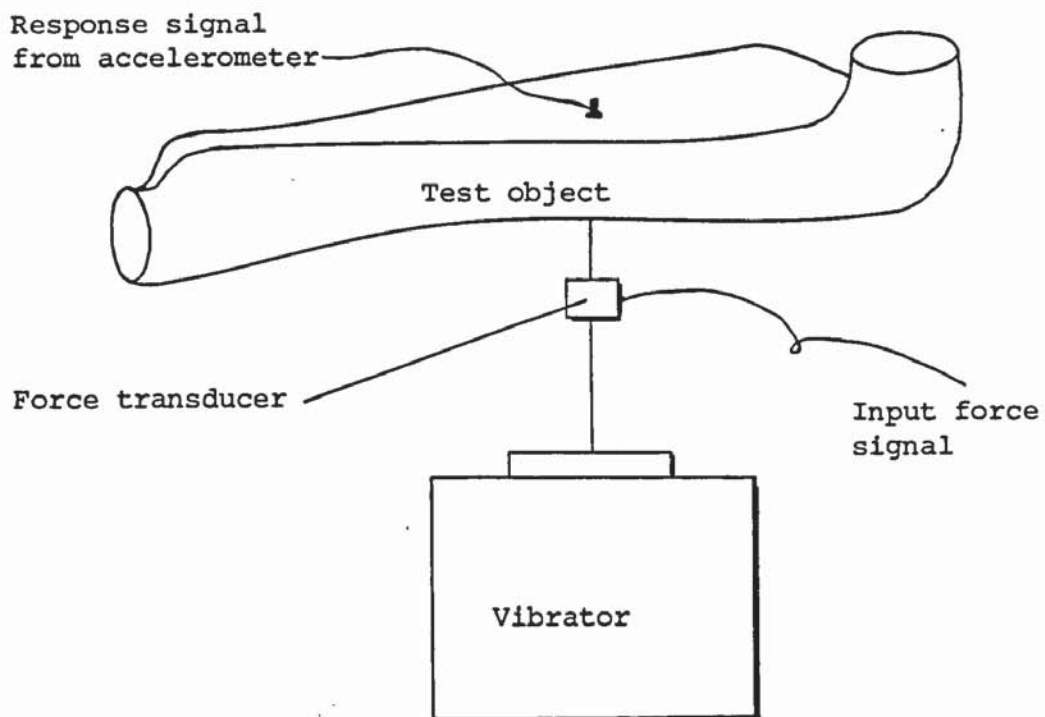 Response signal
from accelerometer
Test object
Force transducer
Input force
signal
Vibrator